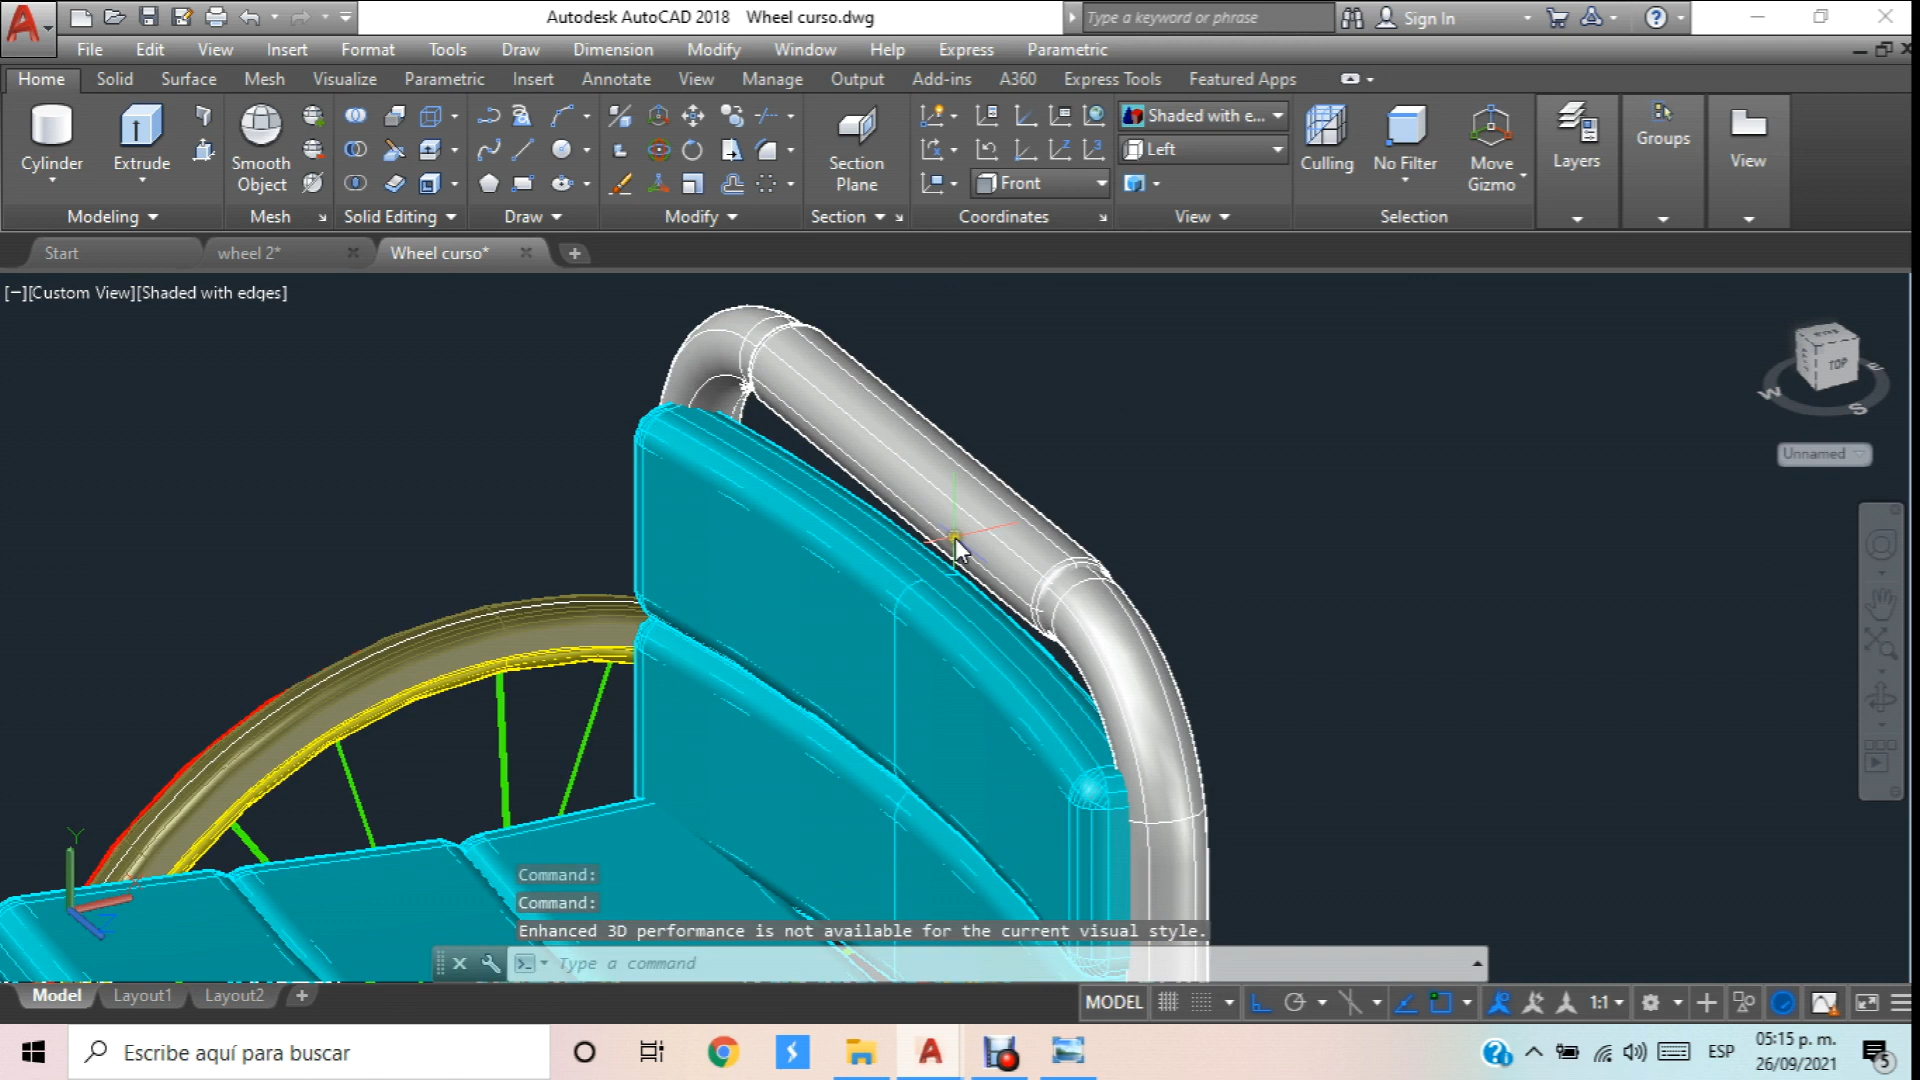 Autodesk AutoCAD 2018 Wheel curso.dwg
Type a keyword or phrase
Sign In
File Edit View Insert Format Tools Draw Dimension Modify Window Help Express Parametric
Home Solid Surface Mesh Visualize Parametric Insert Annotate View Manage Output Add-ins A360 Express Tools Featured Apps
Cylinder
Extrude
Smooth Object
Section Plane
Shaded with e...
Left
Front
Culling
No Filter
Move Gizmo
Layers
Groups
View
Modeling
Mesh
Solid Editing
Draw
Modify
Section
Coordinates
View
Selection
Start
wheel 2*
Wheel curso*
[−][Custom View][Shaded with edges]
TOP
W
S
E
Unnamed
Y
Z
Command:
Command:
Enhanced 3D performance is not available for the current visual style.
Type a command
Model Layout1 Layout2
MODEL
1:1
Escribe aquí para buscar
ESP
05:15 p. m.
26/09/2021
5